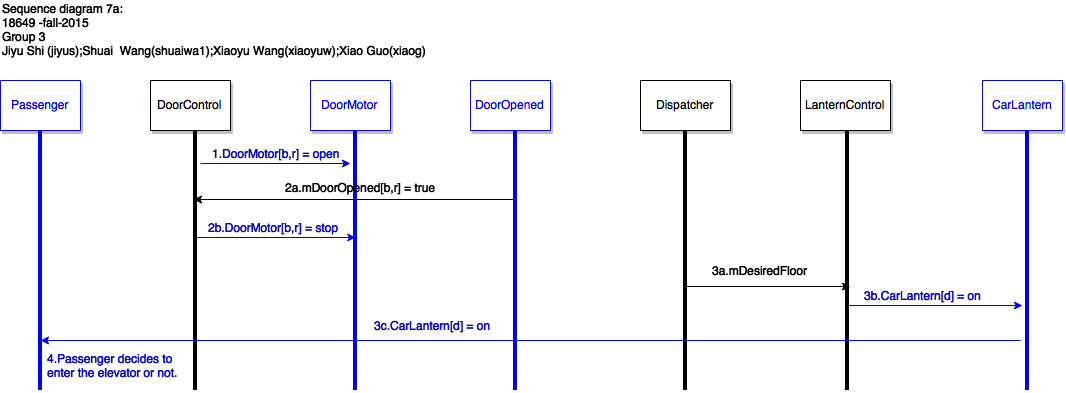 Sequence diagram 7a:
18649 -fall-2015
Group 3
Jiyu Shi (jiyus);Shuai  Wang(shuaiwa1);Xiaoyu Wang(xiaoyuw);Xiao Guo(xiaog)
Passenger
DoorControl
DoorMotor
DoorOpened
Dispatcher
LanternControl
CarLantern
1.DoorMotor[b,r] = open
2a.mDoorOpened[b,r] = true
2b.DoorMotor[b,r] = stop
3a.mDesiredFloor
3b.CarLantern[d] = on
3c.CarLantern[d] = on
4.Passenger decides to
enter the elevator or not.